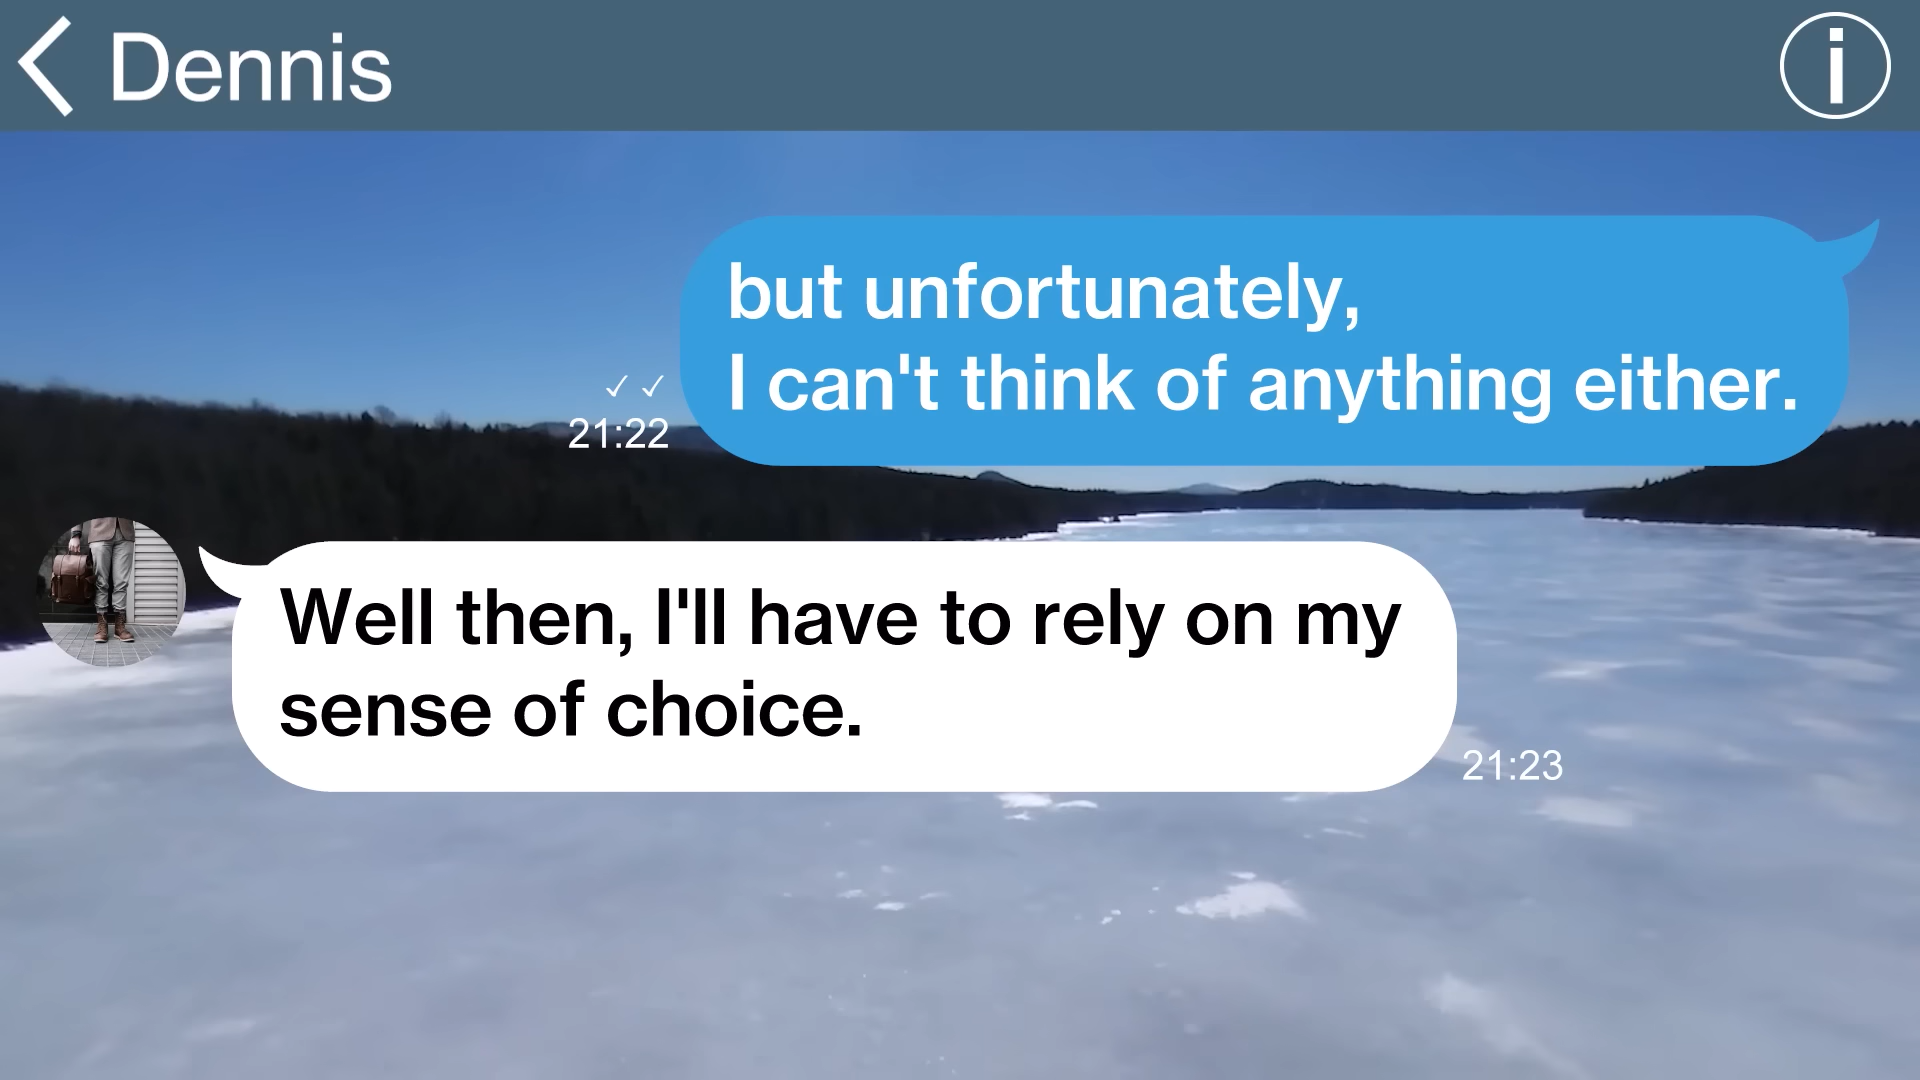 Dennis
but unfortunately,
I can't think of anything either.
✓ ✓
21:22
Well then, I'll have to rely on my
sense of choice.
21:23